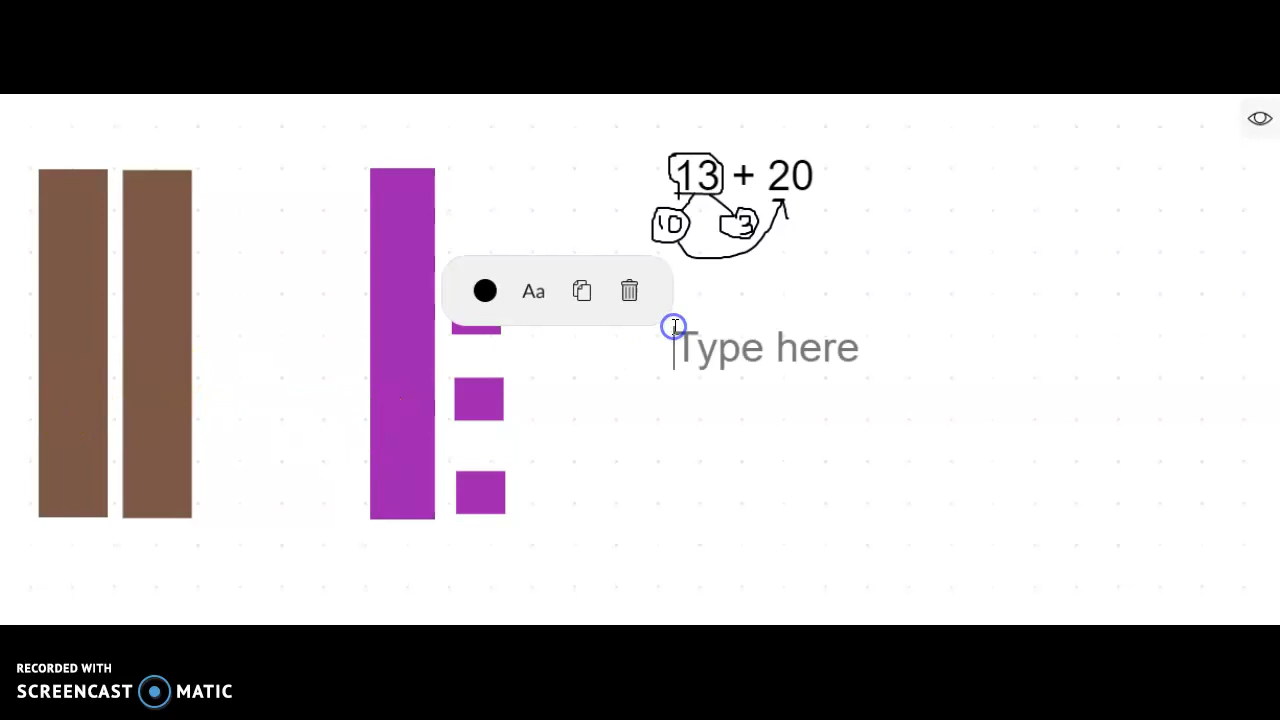 13 + 20
10 3
Aa
Type here
RECORDED WITH
SCREENCAST MATIC